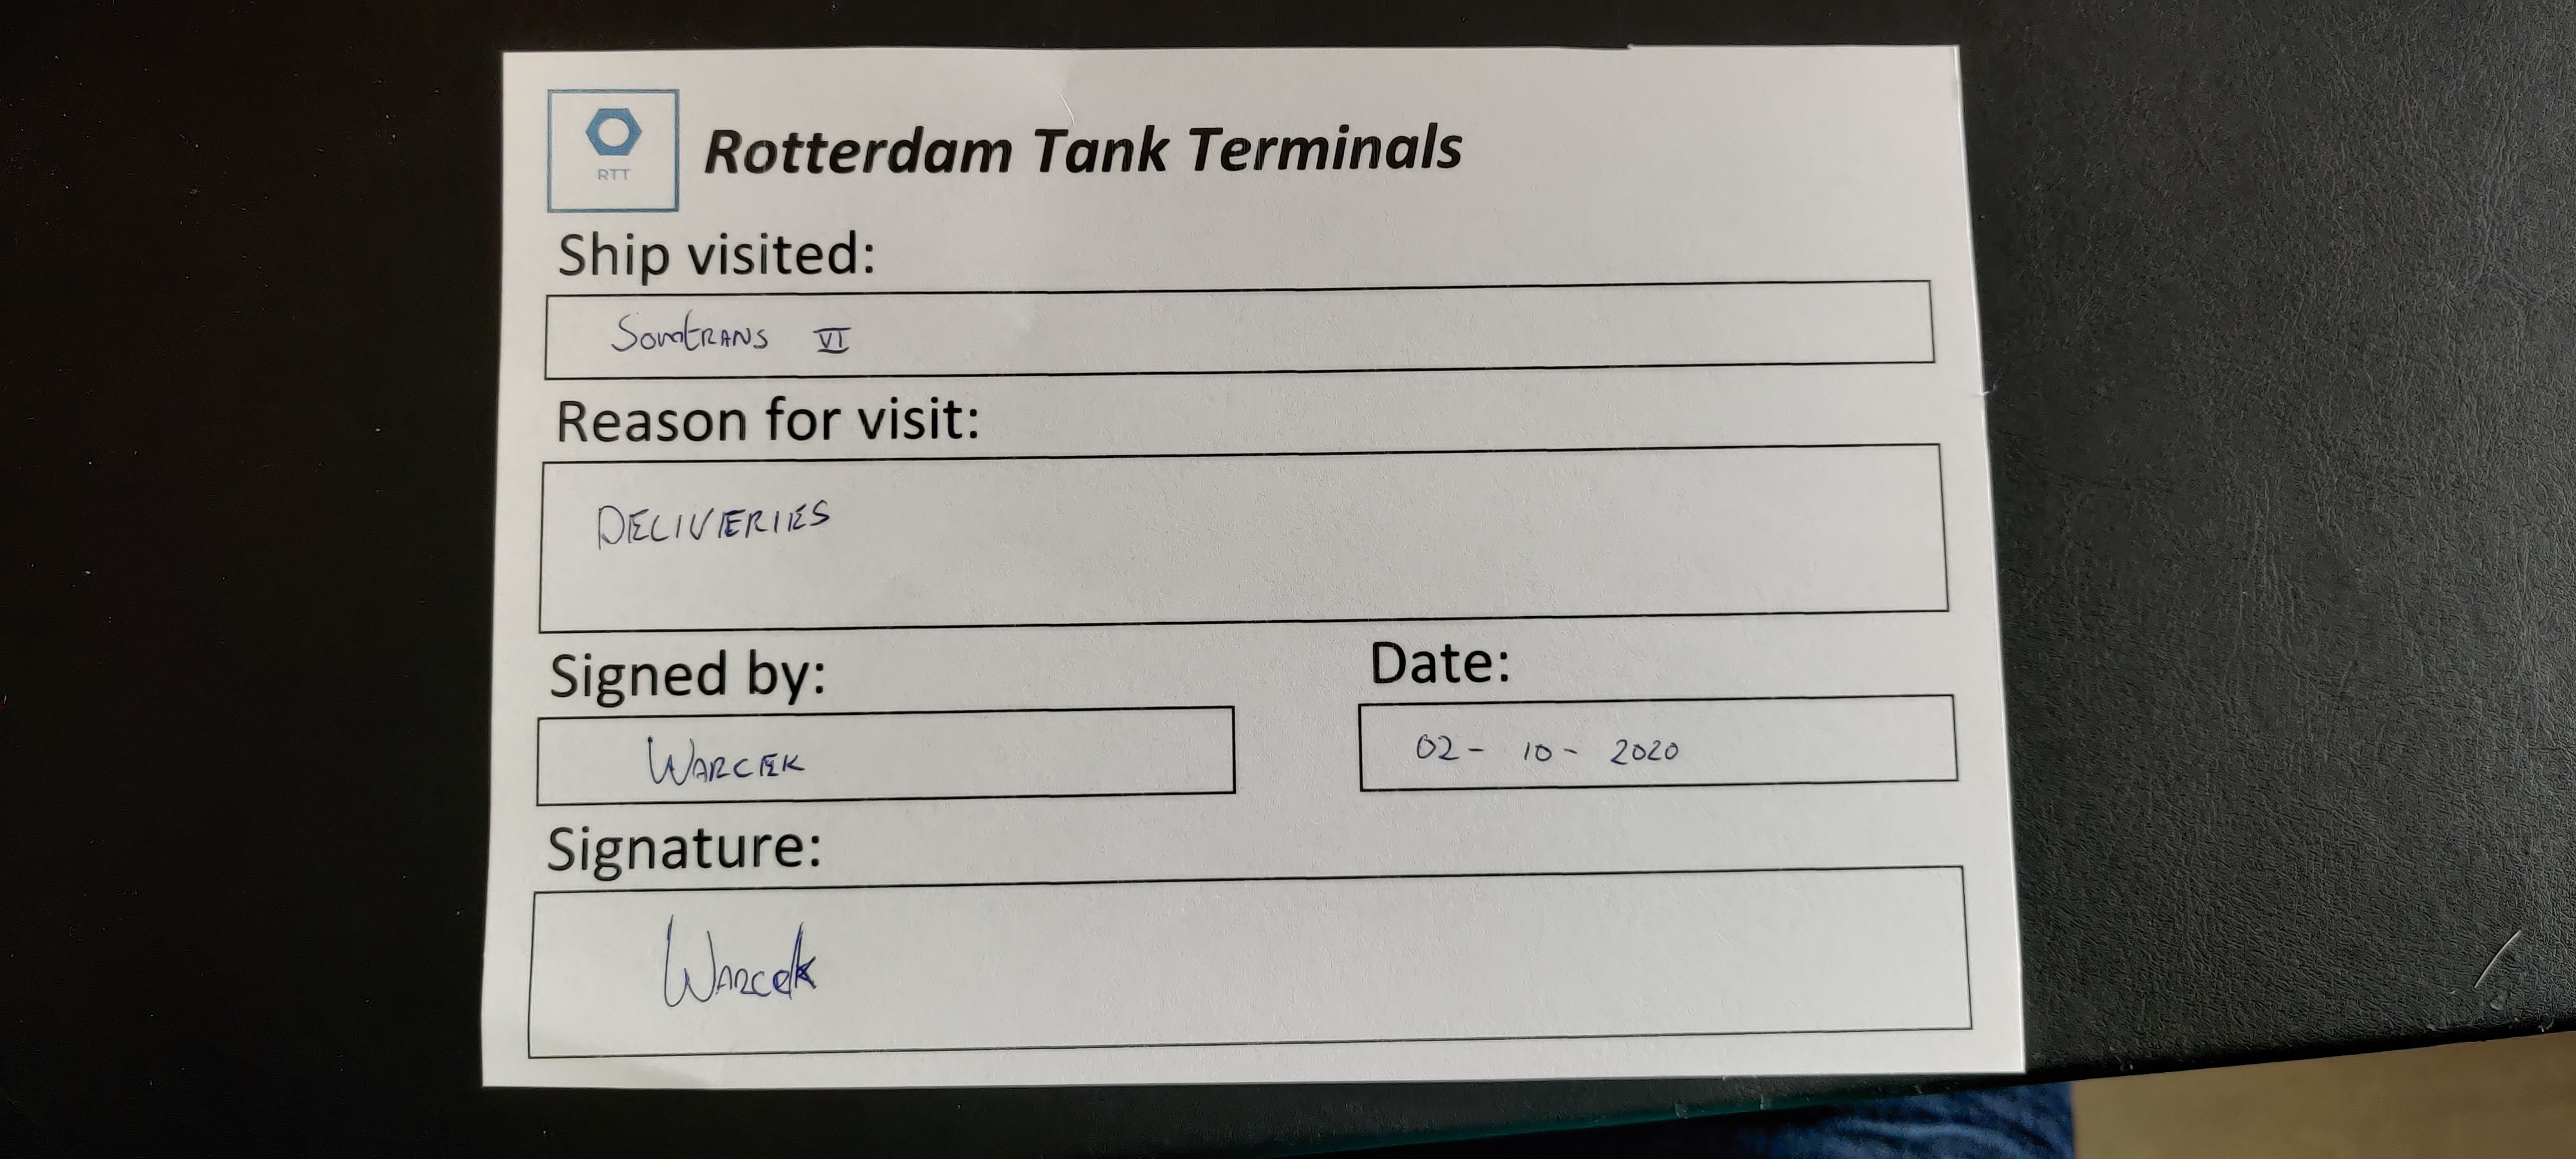 RTT
Rotterdam Tank Terminals
Ship visited:
SomtRANS VI
Reason for visit:
DELIVERIES
Signed by:
Date:
WARCEK
02- 10- 2020
Signature:
Warcek